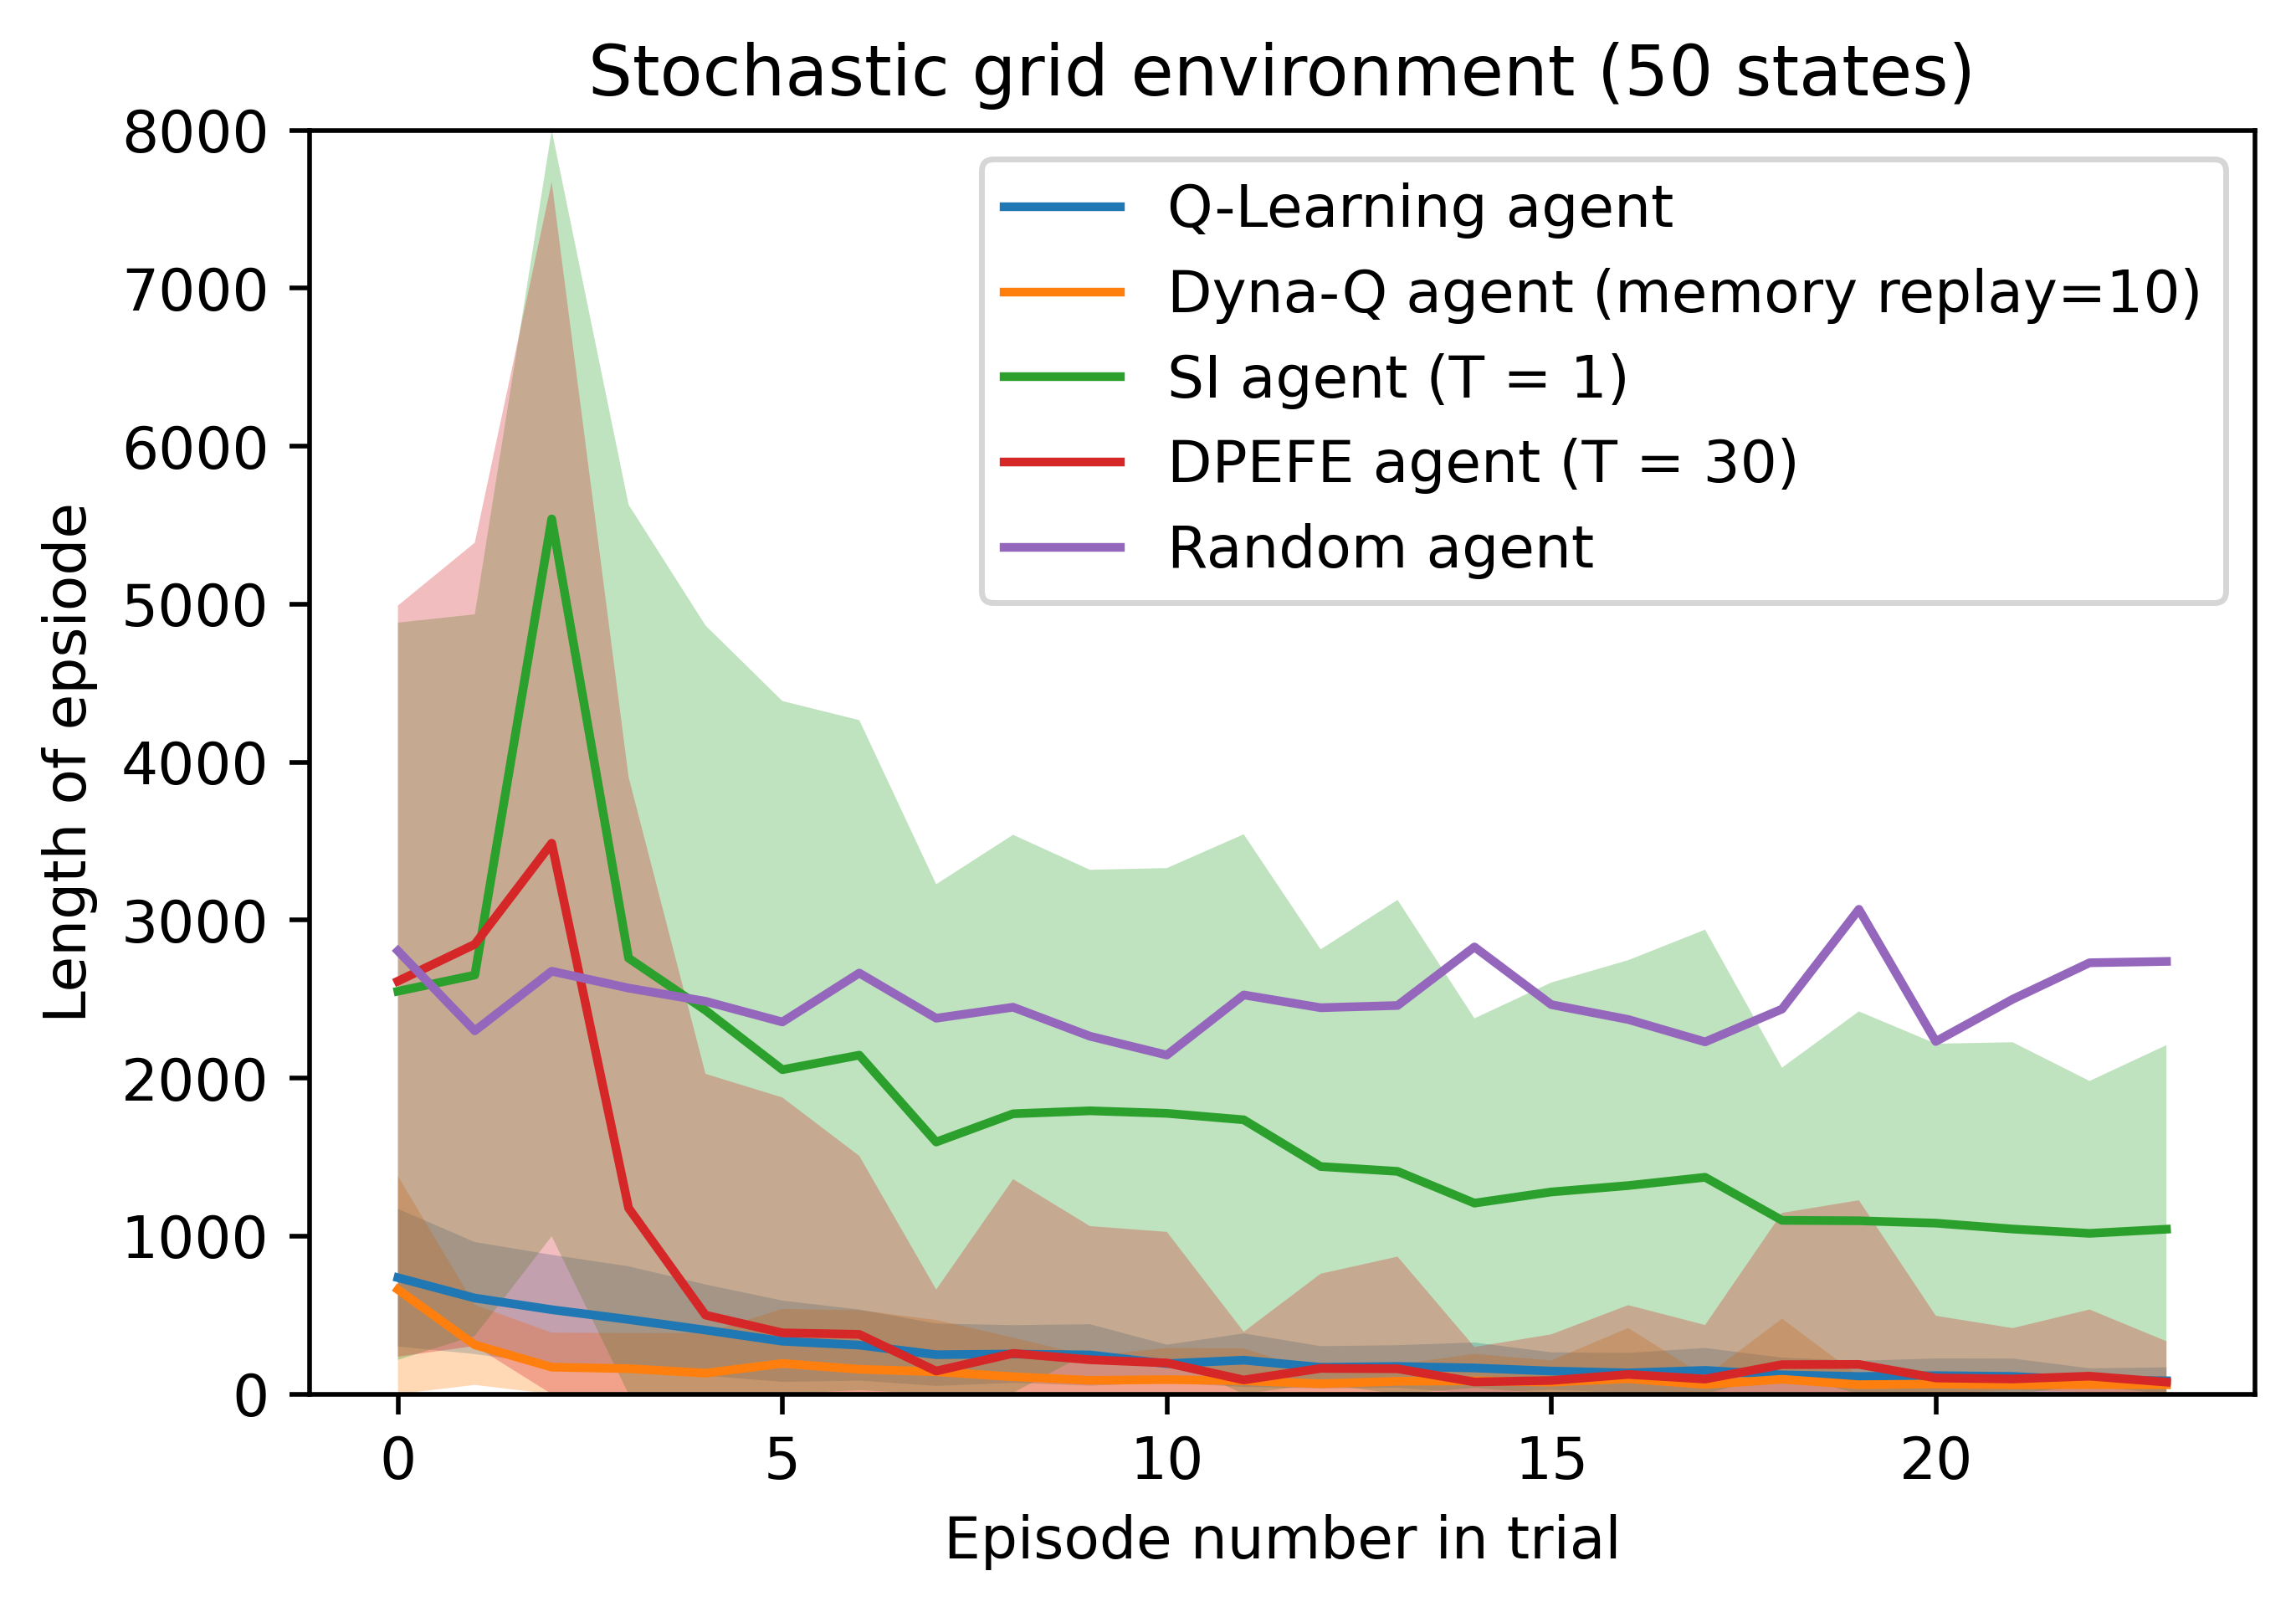 Stochastic grid environment (50 states)
8000
7000
6000
5000
4000
3000
2000
1000
0
Length of epsiode
Q-Learning agent
Dyna-Q agent (memory replay=10)
SI agent (T = 1)
DPEFE agent (T = 30)
Random agent
0 5 10 15 20
Episode number in trial